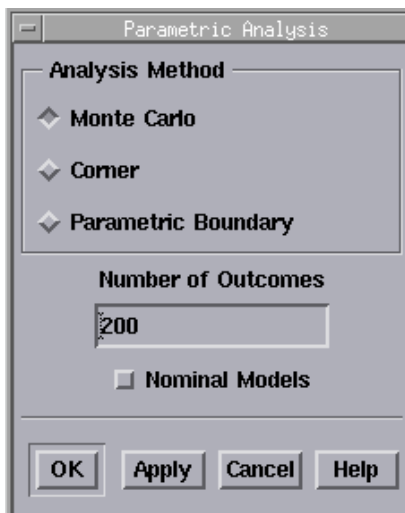 Parametric Analysis
Analysis Method
Monte Carlo
Corner
Parametric Boundary
Number of Outcomes
200
Nominal Models
OK Apply Cancel Help